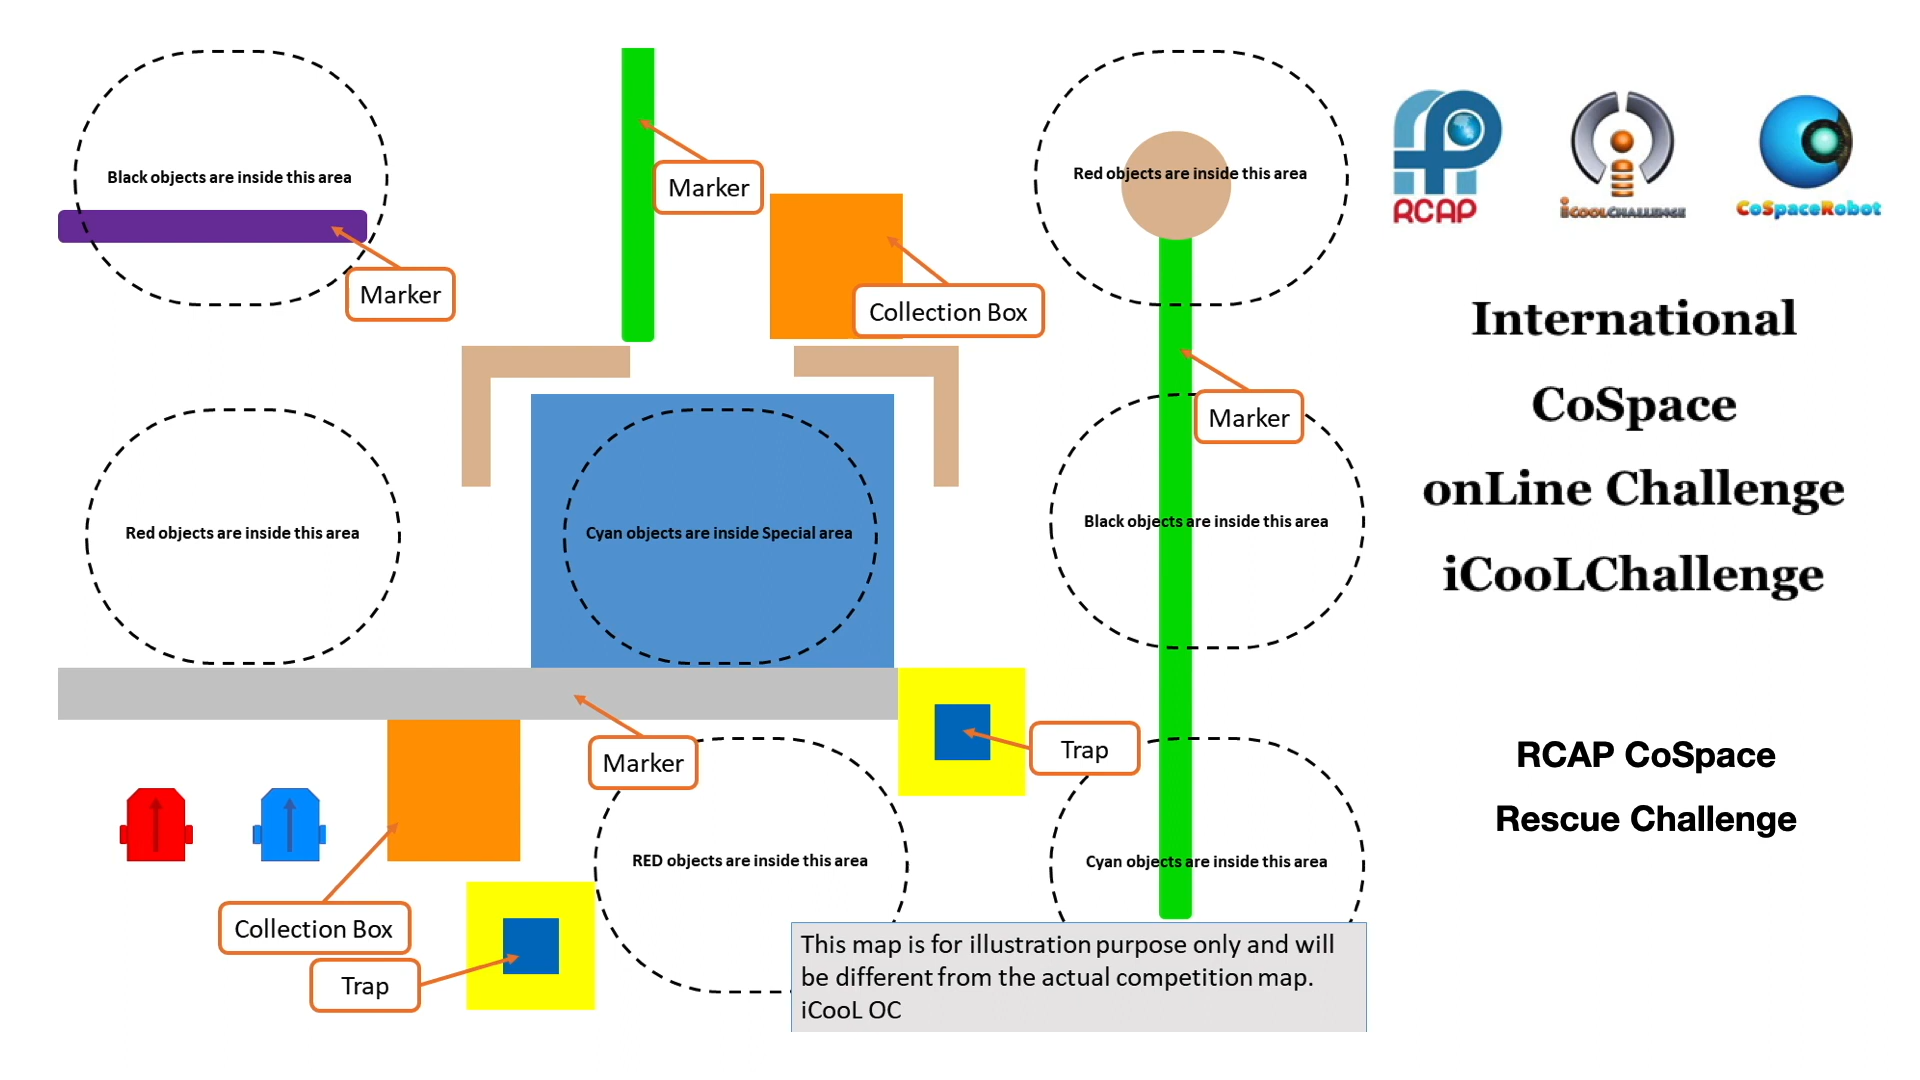 Black objects are inside this area
Marker
Marker
Collection Box
Red objects are inside this area
RCAP
iCOOLCHALLENGE
CoSpaceRobot
International
CoSpace
onLine Challenge
iCooLChallenge
Marker
Red objects are inside this area
Cyan objects are inside Special area
Black objects are inside this area
Marker
Trap
RCAP CoSpace
Rescue Challenge
RED objects are inside this area
Cyan objects are inside this area
Collection Box
Trap
This map is for illustration purpose only and will
be different from the actual competition map.
iCooL OC